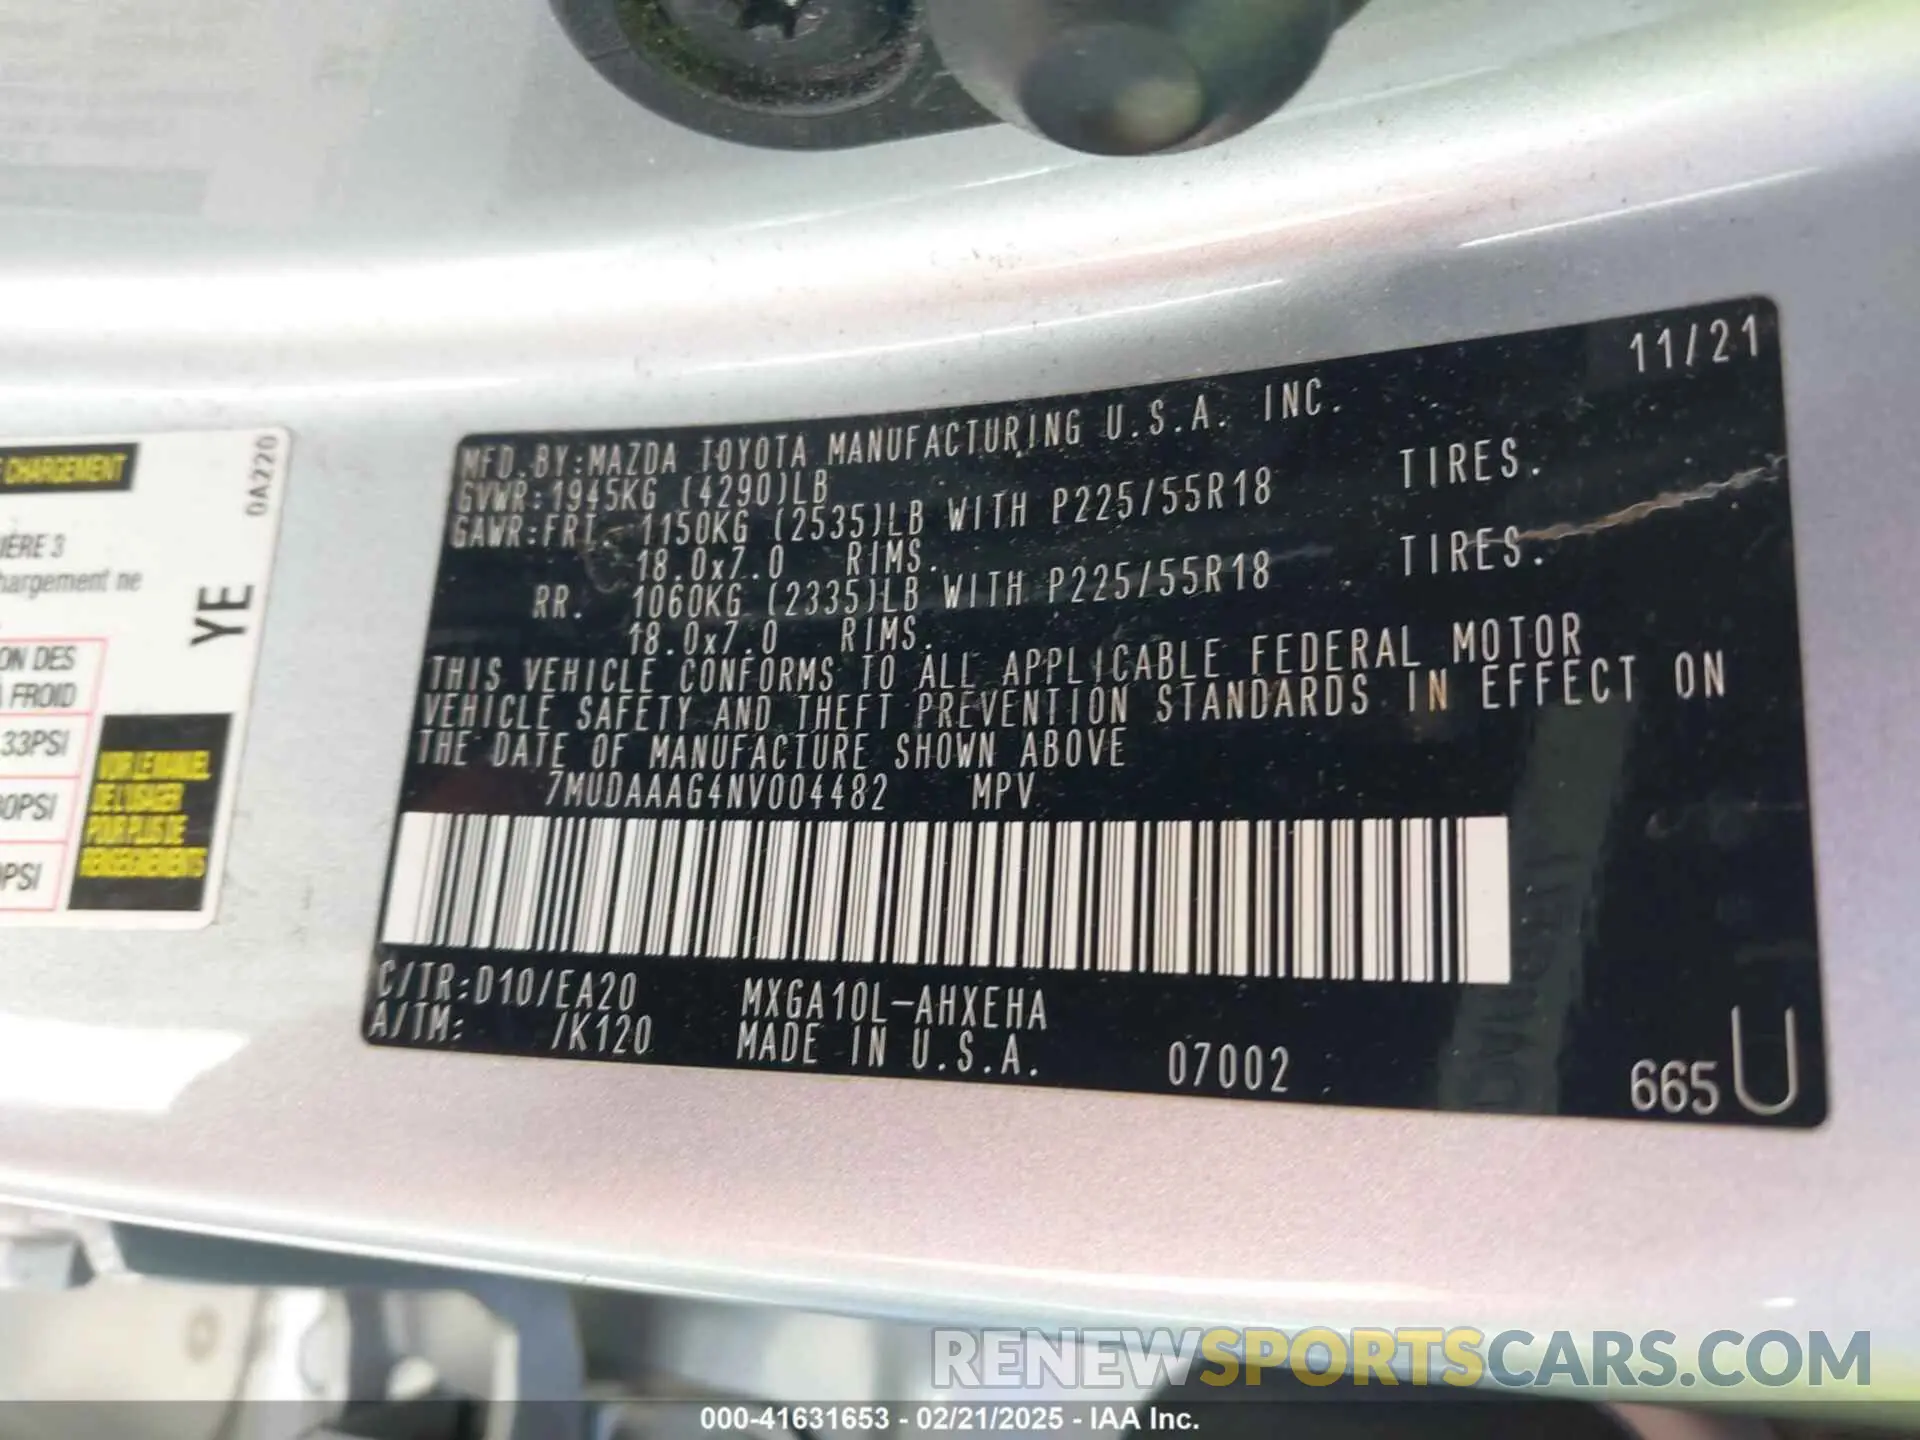 11/21
MFD.BY:MAZDA TOYOTA MANUFACTURING U.S.A. INC.
GVWR:1945KG (4290)LB
GAWR:FRT. 1150KG (2535)LB WITH P225/55R18 TIRES.
18.0x7.0 RIMS.
RR. 1060KG (2335)LB WITH P225/55R18 TIRES.
18.0x7.0 RIMS.
THIS VEHICLE CONFORMS TO ALL APPLICABLE FEDERAL MOTOR
VEHICLE SAFETY AND THEFT PREVENTION STANDARDS IN EFFECT ON
THE DATE OF MANUFACTURE SHOWN ABOVE
7MUDAAAG4NV004482 MPV
C/TR:D10/EA20 MXGA10L-AHXEHA
A/TM: /K120 MADE IN U.S.A. 07002 665 U
CHARGEMENT
0A220
IÈRE 3
hargement ne
YE
ON DES
FROID
33PSI
0PSI
PSI
VOIR LE MANUEL
DE L'USAGER
POUR PLUS DE
RENSEIGNEMENTS
RENEWSPORTSCARS.COM
000-41631653 - 02/21/2025 - IAA Inc.